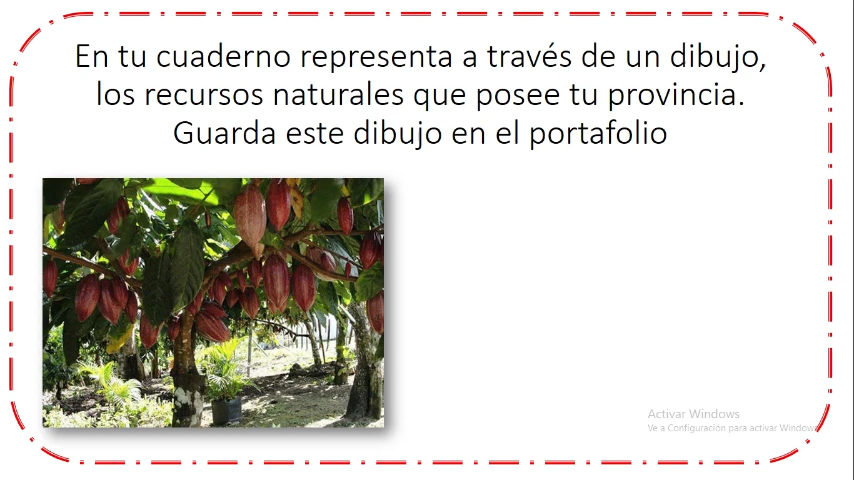 En tu cuaderno representa a través de un dibujo,
los recursos naturales que posee tu provincia.
Guarda este dibujo en el portafolio
Activar Windows
Ve a Configuración para activar Windows.